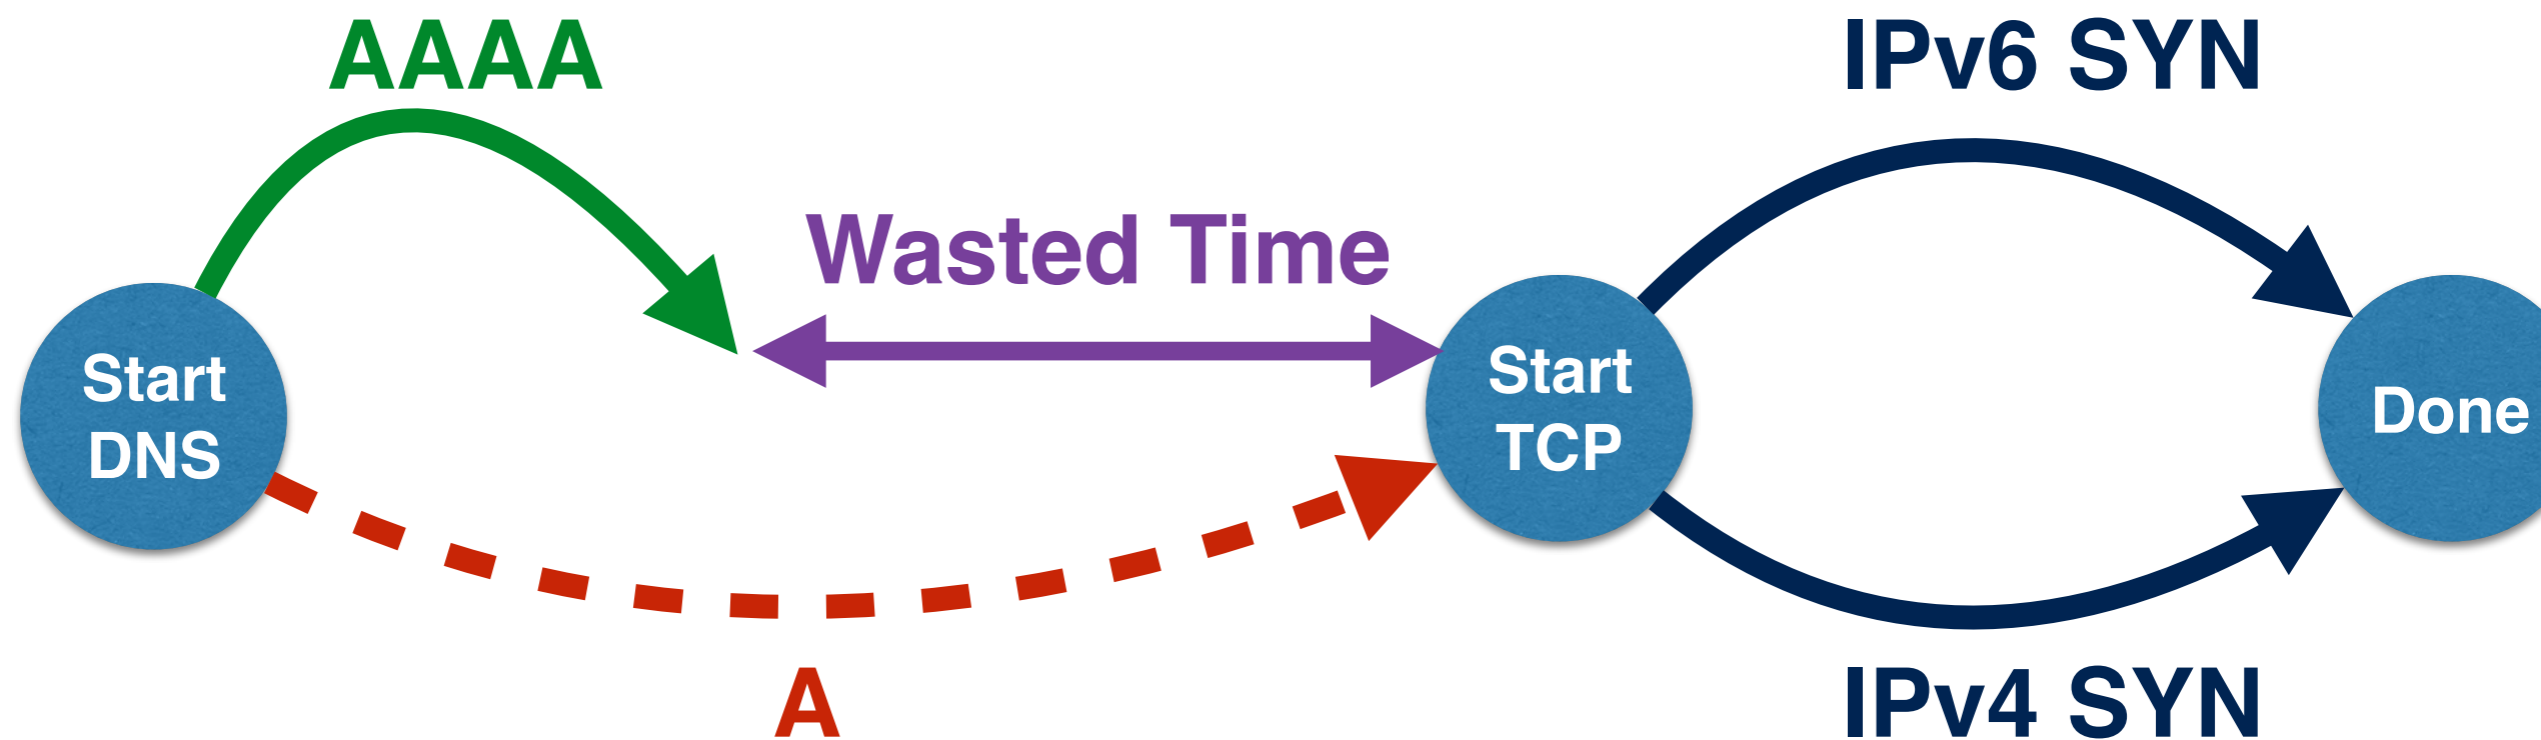 AAAA
IPv6 SYN
Wasted Time
Start
DNS
Start
TCP
Done
A
IPv4 SYN